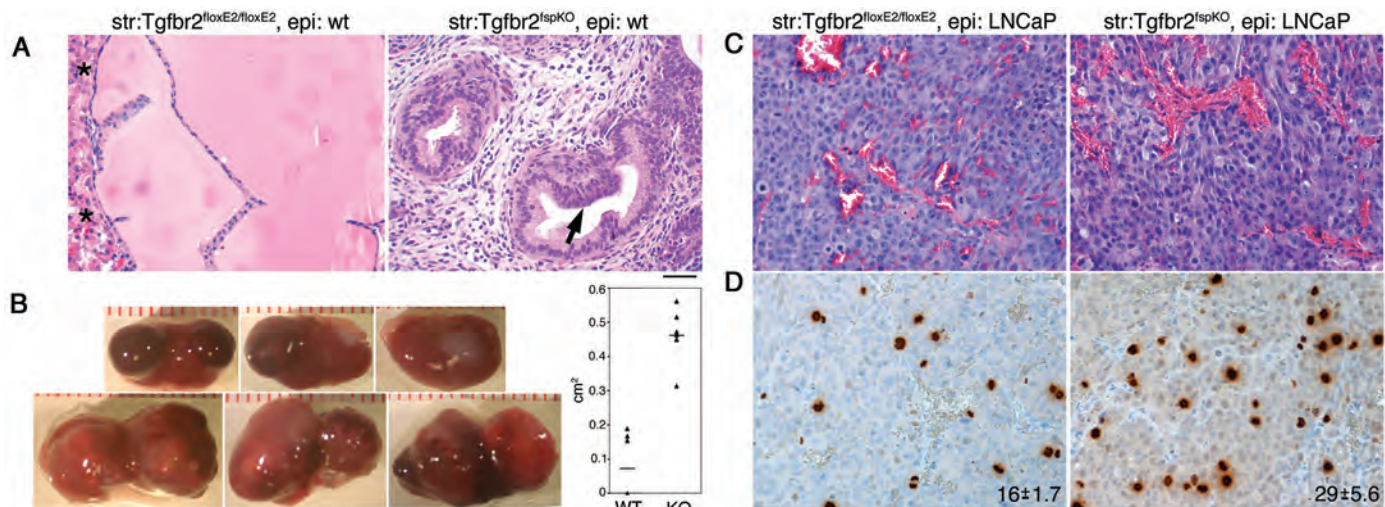 str:Tgfbr2floxE2/floxE2, epi: wt
str:Tgfbr2fspKO, epi: wt
A
*
*
B
cm²
0.6
0.5
0.4
0.3
0.2
0.1
0
WT
KO
str:Tgfbr2floxE2/floxE2, epi: LNCaP
str:Tgfbr2fspKO, epi: LNCaP
C
D
16±1.7
29±5.6